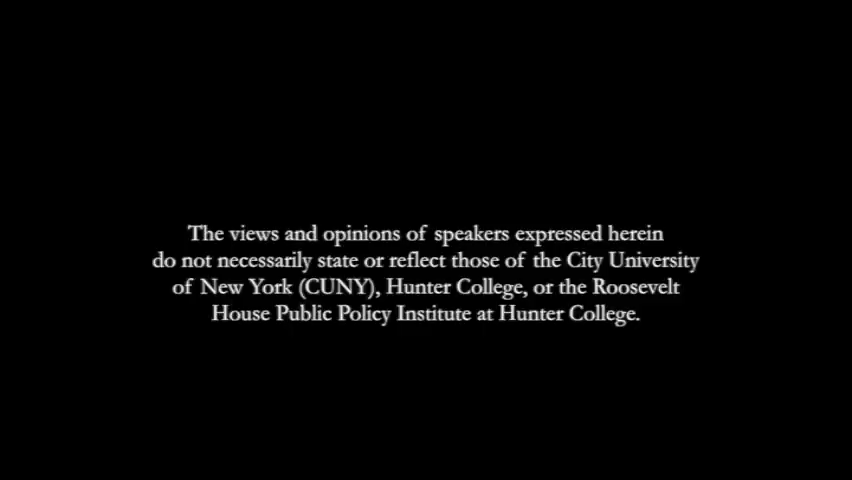 The views and opinions of speakers expressed herein
do not necessarily state or reflect those of the City University
of New York (CUNY), Hunter College, or the Roosevelt
House Public Policy Institute at Hunter College.